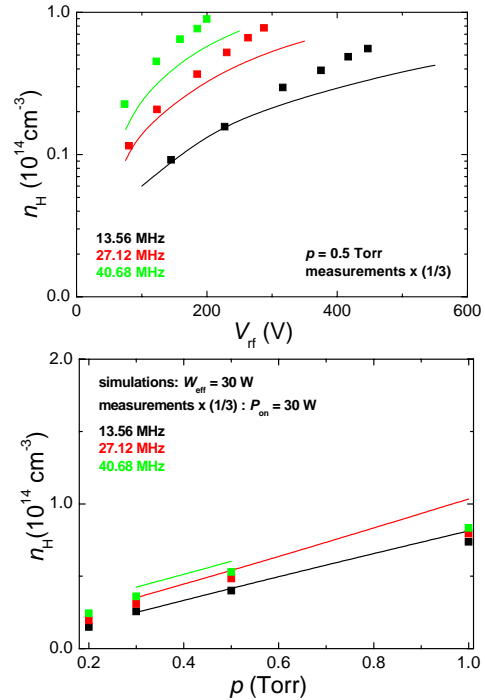 1.0
0.1
0.0
n_H (10^14 cm^-3)
13.56 MHz
27.12 MHz
40.68 MHz
p = 0.5 Torr
measurements x (1/3)
0 200 400 600
V_rf (V)
2.0
1.0
0.0
n_H (10^14 cm^-3)
simulations: W_eff = 30 W
measurements x (1/3) : P_on = 30 W
13.56 MHz
27.12 MHz
40.68 MHz
0.2 0.4 0.6 0.8 1.0
p (Torr)